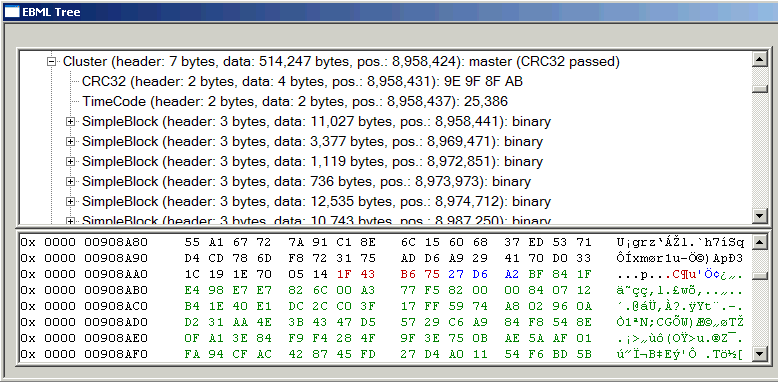 EBML Tree
Cluster (header: 7 bytes, data: 514,247 bytes, pos.: 8,958,424): master (CRC32 passed)
CRC32 (header: 2 bytes, data: 4 bytes, pos.: 8,958,431): 9E 9F 8F AB
TimeCode (header: 2 bytes, data: 2 bytes, pos.: 8,958,437): 25,386
SimpleBlock (header: 3 bytes, data: 11,027 bytes, pos.: 8,958,441): binary
SimpleBlock (header: 3 bytes, data: 3,377 bytes, pos.: 8,969,471): binary
SimpleBlock (header: 3 bytes, data: 1,119 bytes, pos.: 8,972,851): binary
SimpleBlock (header: 3 bytes, data: 736 bytes, pos.: 8,973,973): binary
SimpleBlock (header: 3 bytes, data: 12,535 bytes, pos.: 8,974,712): binary
SimpleBlock (header: 3 bytes, data: 10,743 bytes, pos.: 8,987,250): binary
0x 0000 00908A80 55 A1 67 72 7A 91 C1 8E 6C 15 60 68 37 ED 53 71 U¡grz‘ÁŽl.`h7íSq
0x 0000 00908A90 D4 CD 78 6D F8 72 31 75 AD D6 A9 29 41 70 D0 33 ÔÍxmør1u-Ö©)ApÐ3
0x 0000 00908AA0 1C 19 1E 70 05 14 1F 43 B6 75 27 D6 A2 BF 84 1F ...p...C¶u'Ö¢¿„.
0x 0000 00908AB0 E4 98 E7 E7 82 6C 00 A3 77 F5 82 00 00 84 07 12 ä˜çç‚l.£wõ‚..„..
0x 0000 00908AC0 B4 1E 40 E1 DC 2C C0 3F 17 FF 59 74 A8 02 96 0A ´.@áÜ,À?.ÿYt¨.–.
0x 0000 00908AD0 D2 31 AA 4E 3B 43 47 D5 57 29 C6 A9 84 F8 54 8E Ò1ªN;CGÕW)Æ©„øTŽ
0x 0000 00908AE0 0F A1 3E 84 F9 F4 28 4F 9F 3E 75 0B AE 5A AF 01 .¡>„ùô(OŸ>u.®Z¯.
0x 0000 00908AF0 FA 94 CF AC 42 87 45 FD 27 D4 A0 11 54 F6 BD 5B ú”Ï¬B‡Eý'Ô .Tö½[